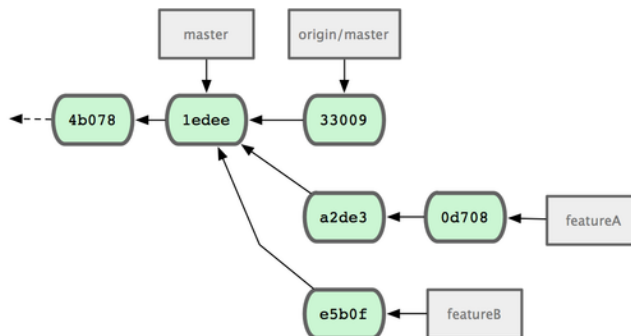 master
origin/master
4b078
1edee
33009
a2de3
0d708
featureA
e5b0f
featureB